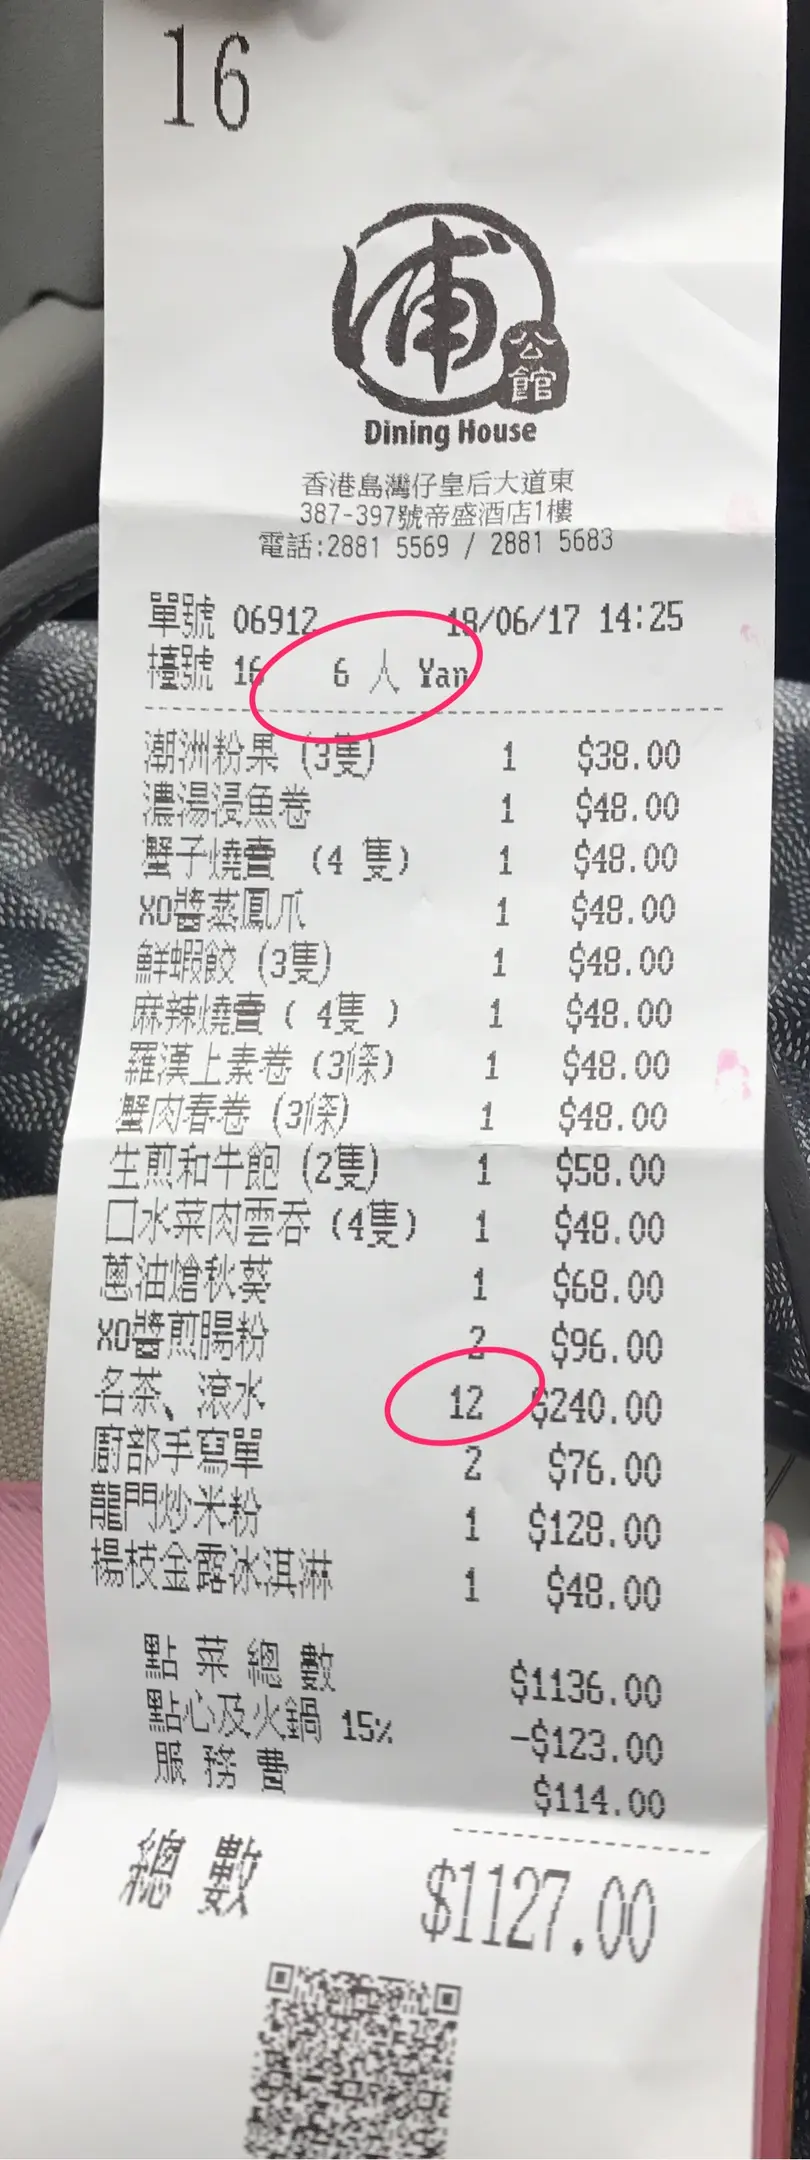 16
浦
公館
Dining House
香港島灣仔皇后大道東
387-397號帝盛酒店1樓
電話:2881 5569 / 2881 5683
單號 06912 18/06/17 14:25
檯號 16 6 人 Yan
潮洲粉果 (3隻) 1 $38.00
濃湯浸魚卷 1 $48.00
蟹子燒賣 (4 隻) 1 $48.00
XO醬蒸鳳爪 1 $48.00
鮮蝦餃 (3隻) 1 $48.00
麻辣燒賣 ( 4隻 ) 1 $48.00
羅漢上素卷 (3條) 1 $48.00
蟹肉春卷 (3條) 1 $48.00
生煎和牛飽 (2隻) 1 $58.00
口水菜肉雲吞 (4隻) 1 $48.00
蔥油熗秋葵 1 $68.00
XO醬煎腸粉 2 $96.00
名茶、滾水 12 $240.00
廚部手寫單 2 $76.00
龍門炒米粉 1 $128.00
楊枝金露冰淇淋 1 $48.00
點菜總數 $1136.00
點心及火鍋 15% -$123.00
服務費 $114.00
總數 $1127.00